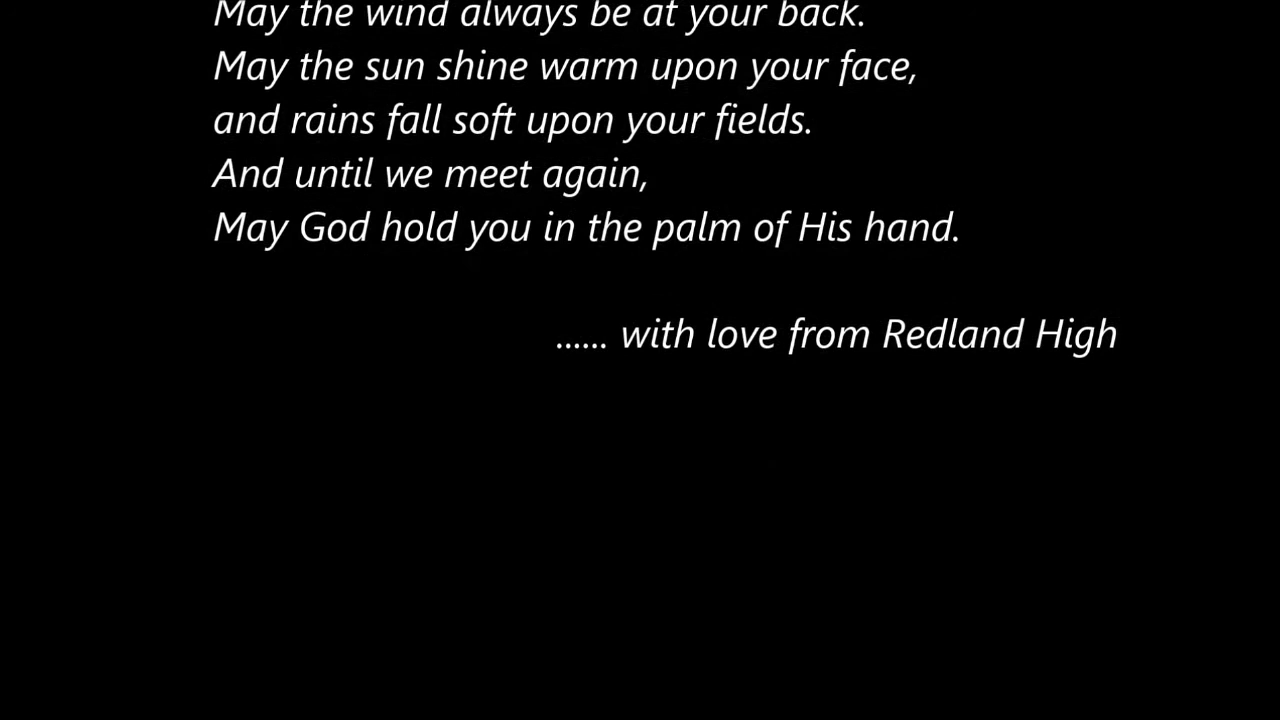 May the wind always be at your back.
May the sun shine warm upon your face,
and rains fall soft upon your fields.
And until we meet again,
May God hold you in the palm of His hand.
...... with love from Redland High